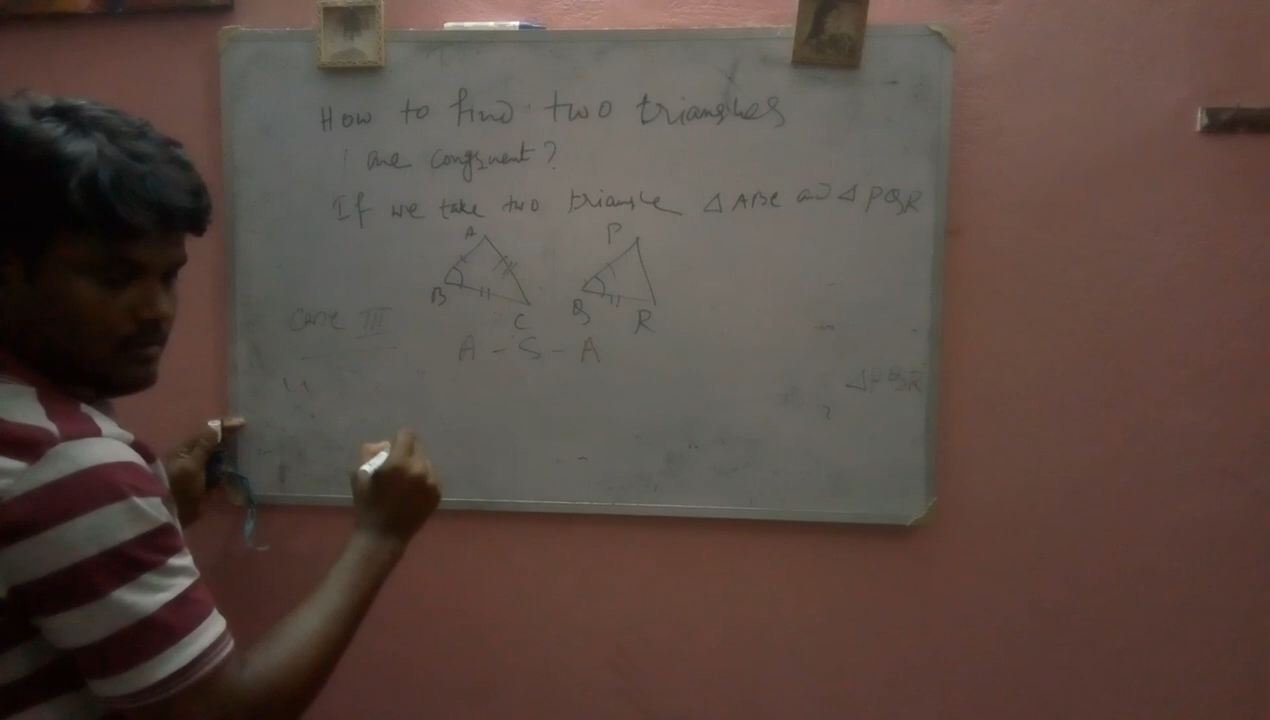 How to find two triangles
are congruent?
If we take two triangle △ABC and △PQR
A P
B C Q R
Case III
A - S - A
△PQR